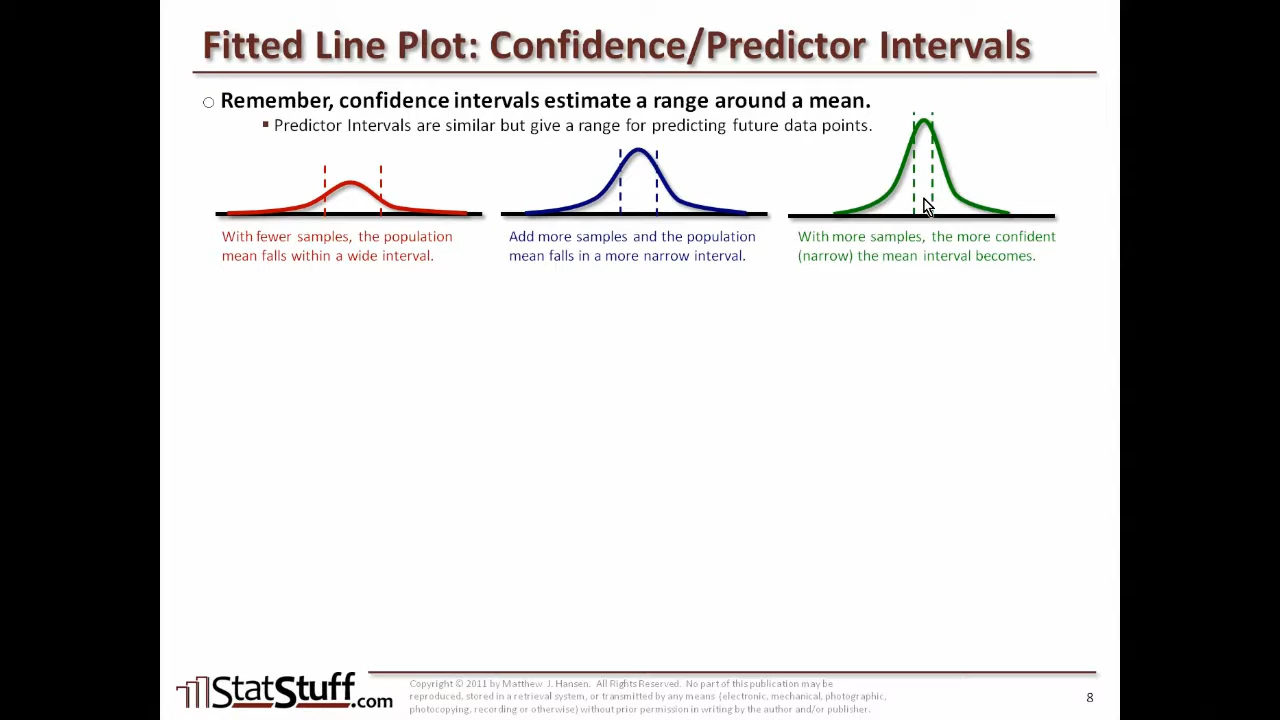 Fitted Line Plot: Confidence/Predictor Intervals
Remember, confidence intervals estimate a range around a mean.
Predictor Intervals are similar but give a range for predicting future data points.
With fewer samples, the population
mean falls within a wide interval.
Add more samples and the population
mean falls in a more narrow interval.
With more samples, the more confident
(narrow) the mean interval becomes.
StatStuff.com
Copyright © 2011 by Matthew J. Hansen. All Rights Reserved. No part of this publication may be
reproduced, stored in a retrieval system, or transmitted by any means (electronic, mechanical, photographic,
photocopying, recording or otherwise) without prior permission in writing by the author and/or publisher.
8